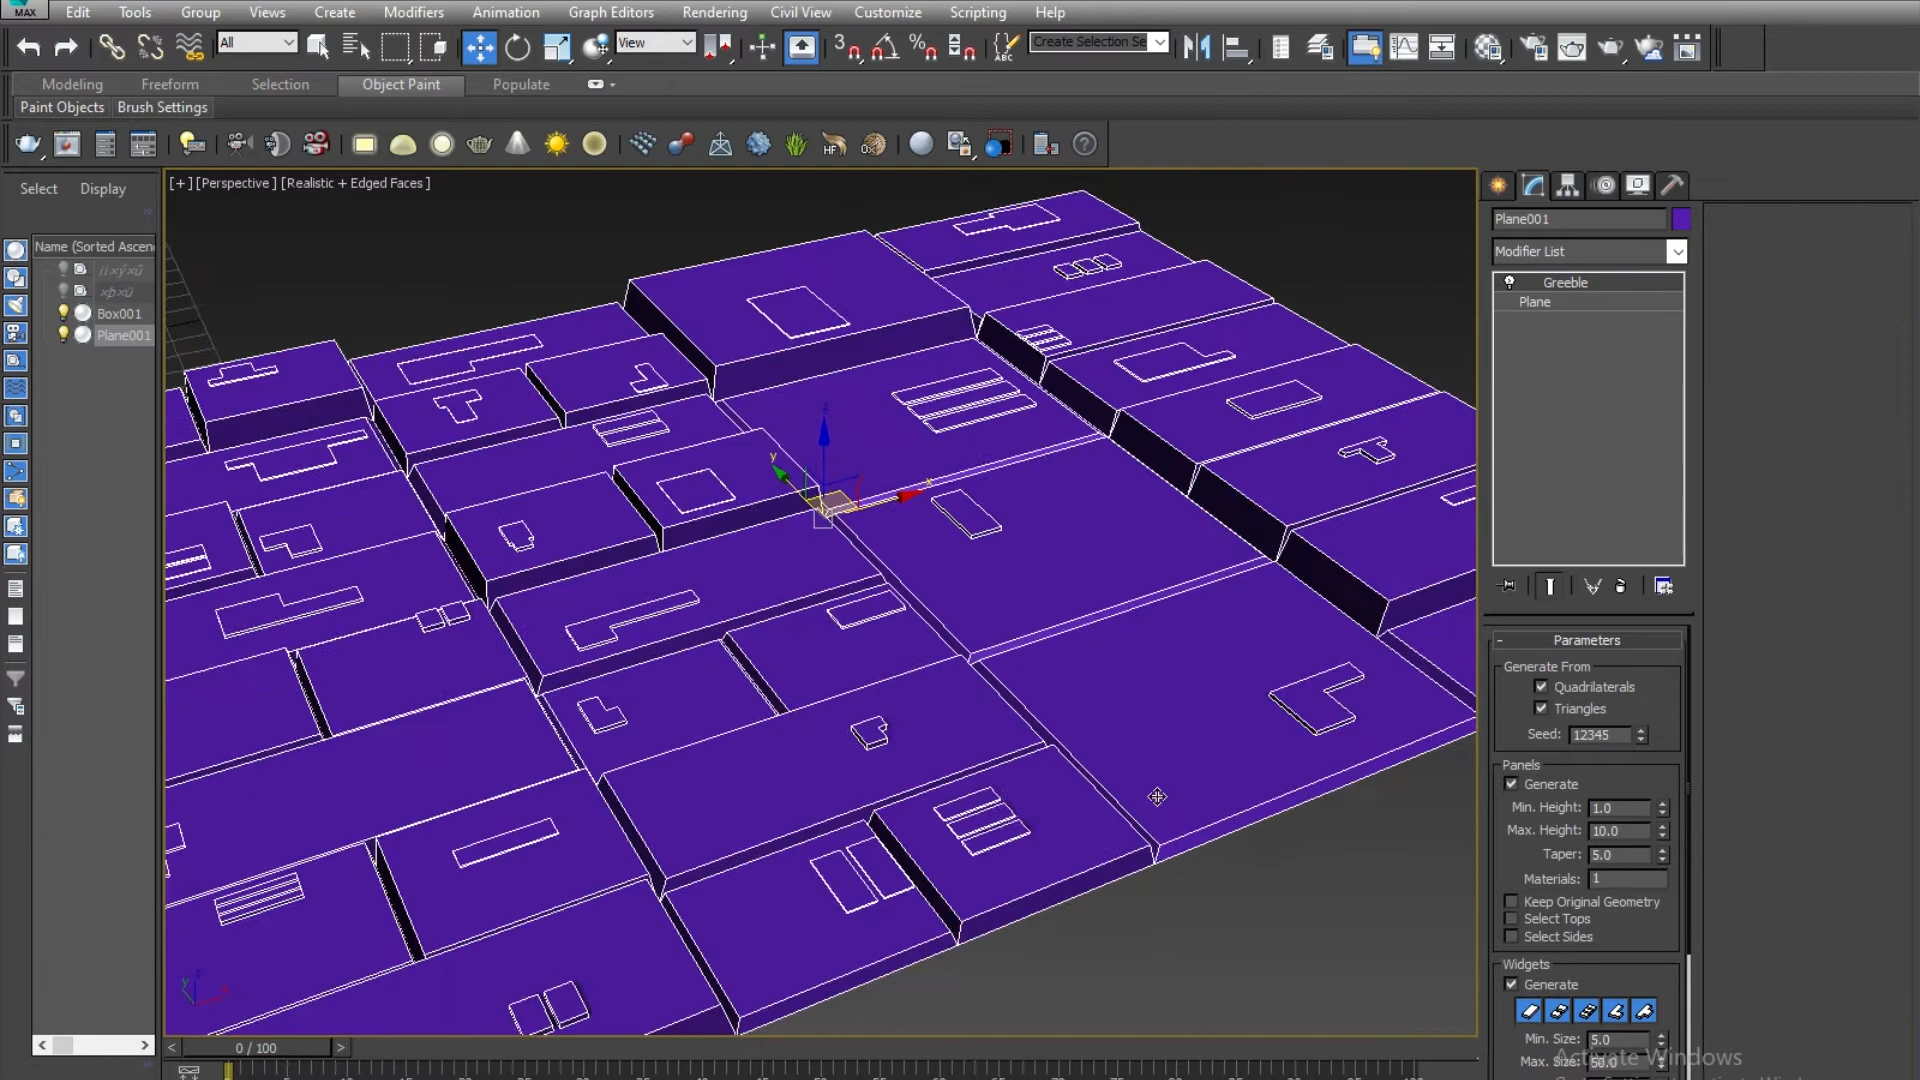 MAX Edit Tools Group Views Create Modifiers Animation Graph Editors Rendering Civil View Customize Scripting Help
All View 3 % ABC Create Selection Se
Modeling Freeform Selection Object Paint Populate
Paint Objects Brush Settings
HF OX ?
Select Display
[+] [Perspective ] [Realistic + Edged Faces ]
Name (Sorted Ascen
Box001
Plane001
z
y
x
Plane001
Modifier List
Greeble
Plane
- Parameters
Generate From
Quadrilaterals
Triangles
Seed: 12345
Panels
Generate
Min. Height: 1.0
Max. Height: 10.0
Taper: 5.0
Materials: 1
Keep Original Geometry
Select Tops
Select Sides
Widgets
Generate
Min. Size: 5.0
Max. Size: 50.0
Activate Windows
< 0 / 100 >